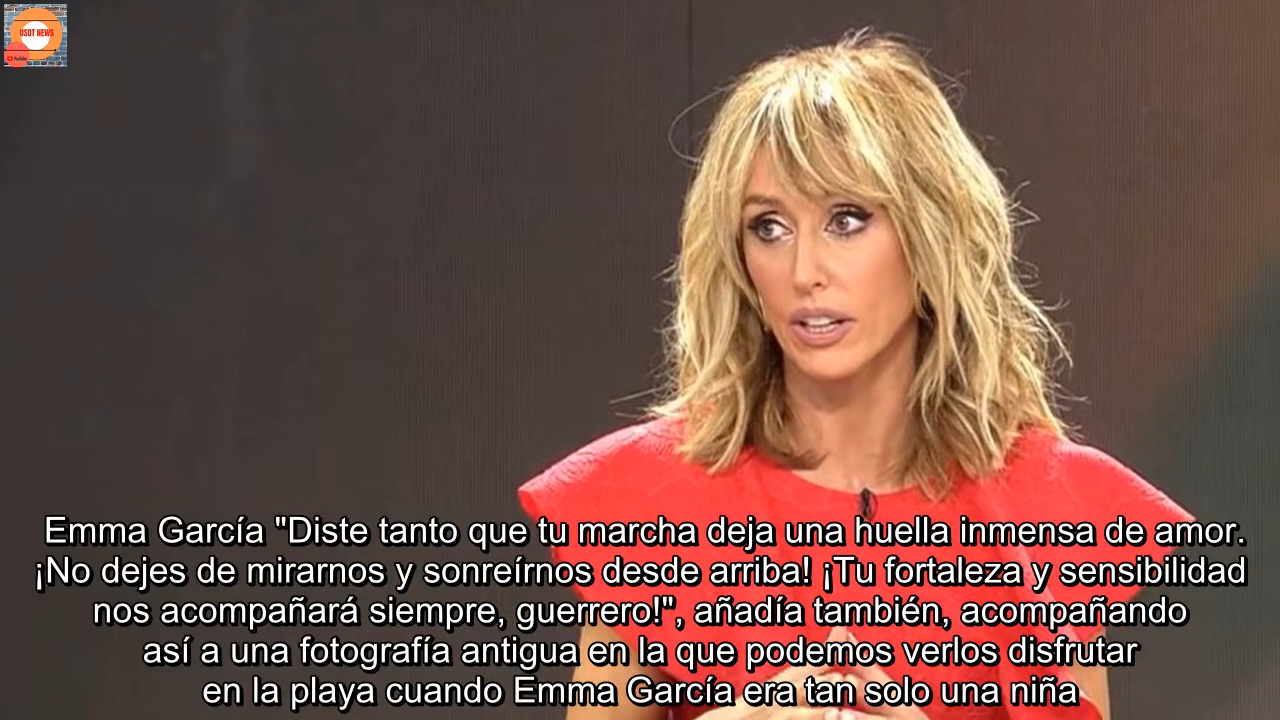 USDT NEWS
Emma García "Diste tanto que tu marcha deja una huella inmensa de amor.
¡No dejes de mirarnos y sonreírnos desde arriba! ¡Tu fortaleza y sensibilidad
nos acompañará siempre, guerrero!", añadía también, acompañando
así a una fotografía antigua en la que podemos verlos disfrutar
en la playa cuando Emma García era tan solo una niña